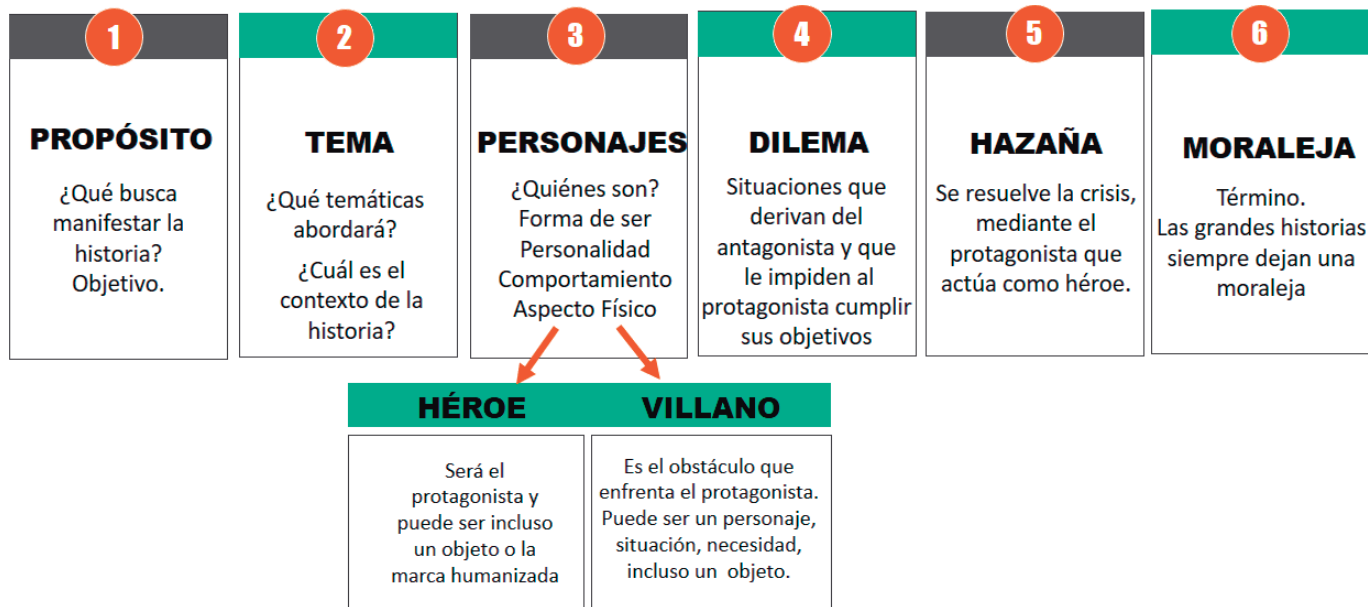 1
PROPÓSITO
¿Qué busca
manifestar la
historia?
Objetivo.
2
TEMA
¿Qué temáticas
abordará?
¿Cuál es el
contexto de la
historia?
3
PERSONAJES
¿Quiénes son?
Forma de ser
Personalidad
Comportamiento
Aspecto Físico
4
DILEMA
Situaciones que
derivan del
antagonista y que
le impiden al
protagonista cumplir
sus objetivos
5
HAZAÑA
Se resuelve la crisis,
mediante el
protagonista que
actúa como héroe.
6
MORALEJA
Término.
Las grandes historias
siempre dejan una
moraleja
HÉROE
Será el
protagonista y
puede ser incluso
un objeto o la
marca humanizada
VILLANO
Es el obstáculo que
enfrenta el protagonista.
Puede ser un personaje,
situación, necesidad,
incluso un objeto.